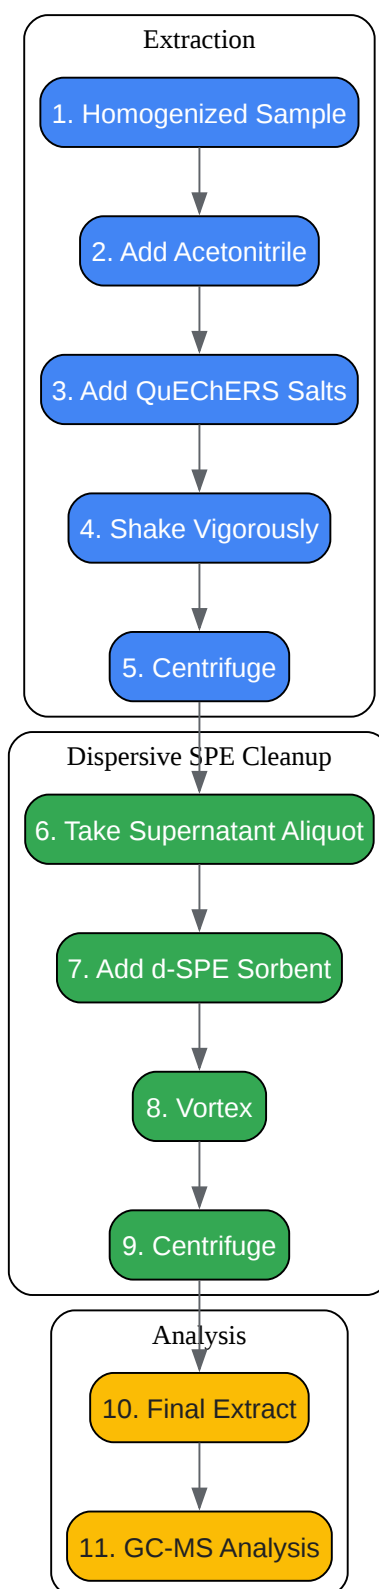 Extraction
1. Homogenized Sample
2. Add Acetonitrile
3. Add QuEChERS Salts
4. Shake Vigorously
5. Centrifuge
Dispersive SPE Cleanup
6. Take Supernatant Aliquot
7. Add d-SPE Sorbent
8. Vortex
9. Centrifuge
Analysis
10. Final Extract
11. GC-MS Analysis